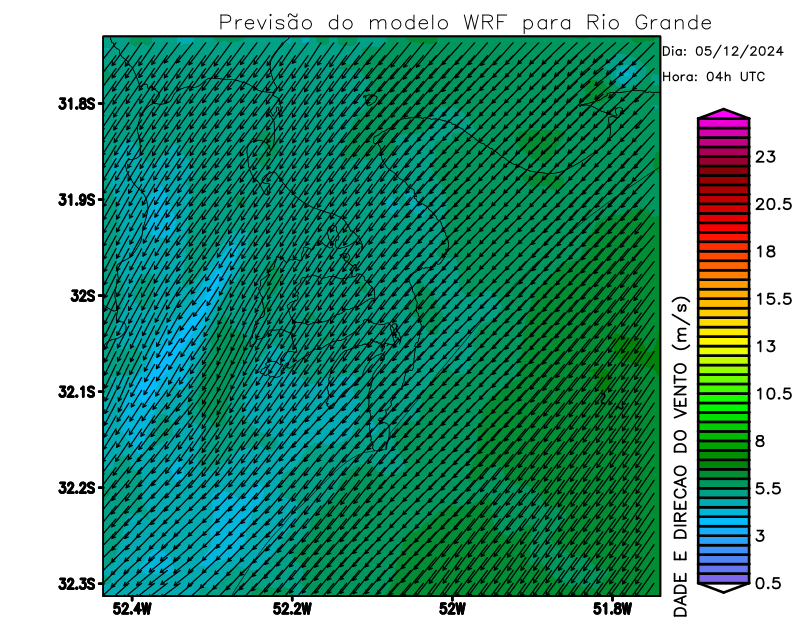 Previsão do modelo WRF para Rio Grande
Dia: 05/12/2024
Hora: 04h UTC
31.8S
31.9S
32S
32.1S
32.2S
32.3S
52.4W
52.2W
52W
51.8W
23
20.5
18
15.5
13
10.5
8
5.5
3
0.5
DADE E DIRECAO DO VENTO (m/s)